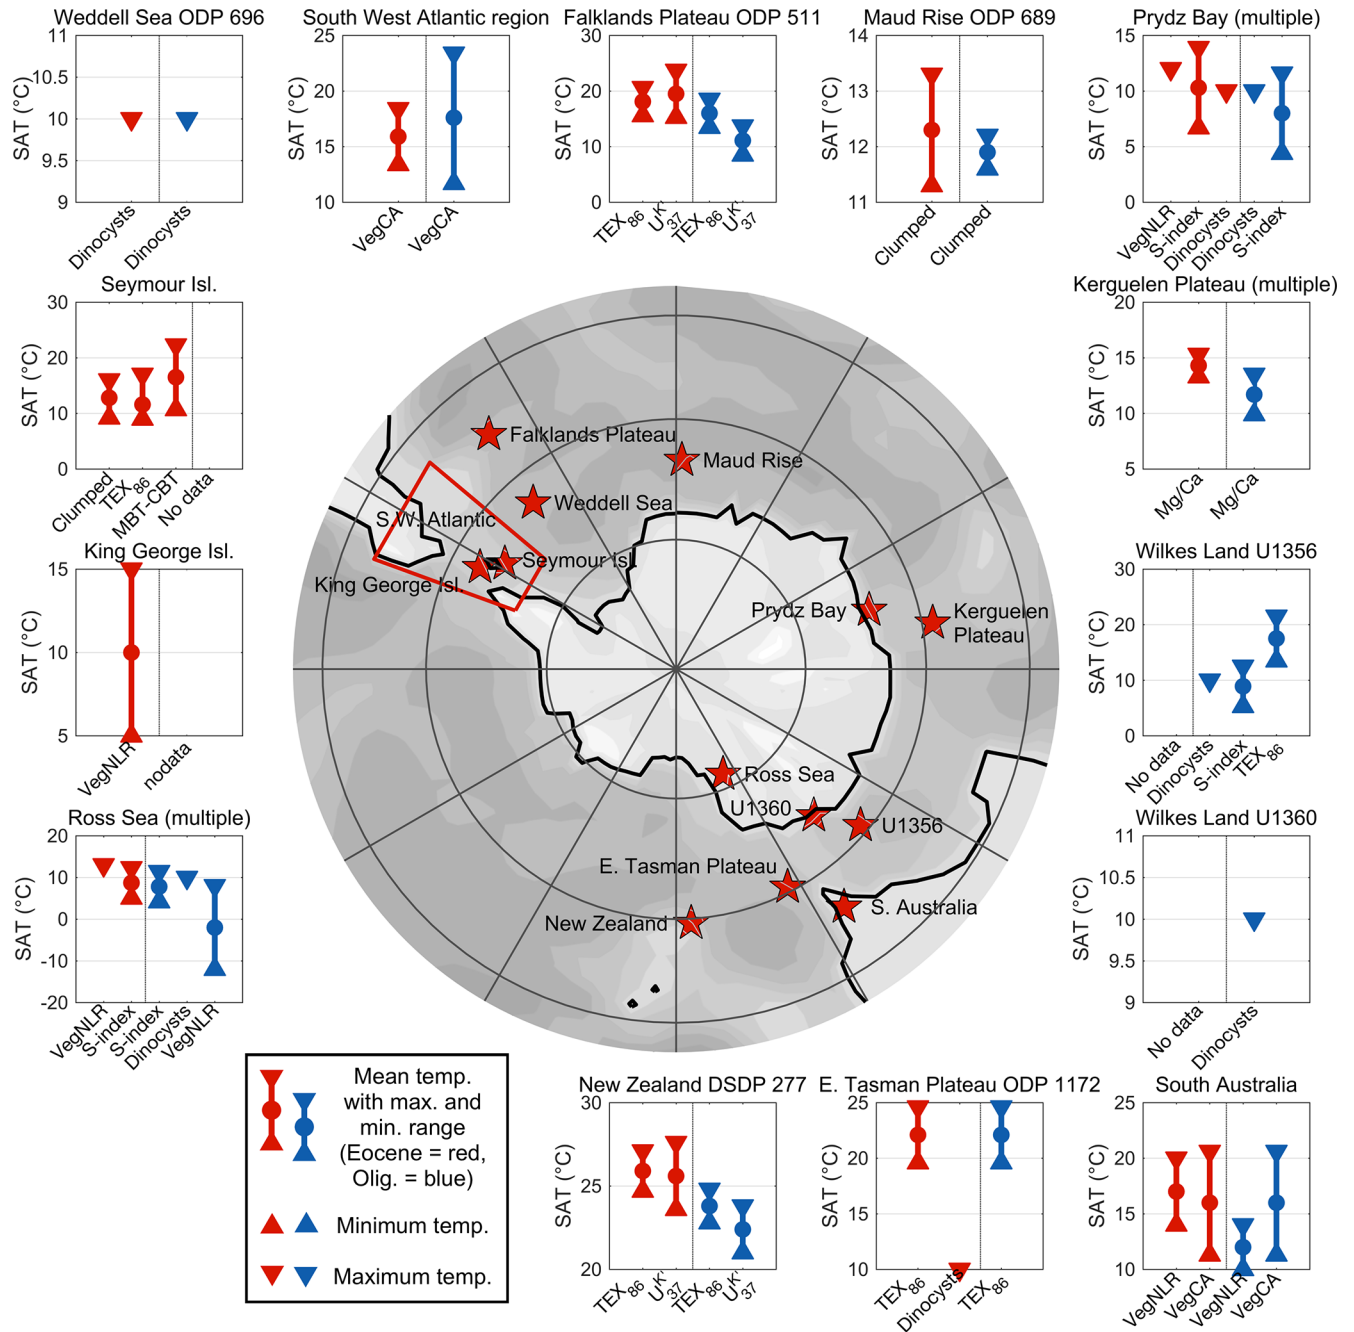 Weddell Sea ODP 696
SAT (°C)
11
10.5
10
9.5
9
Dinocysts
Dinocysts
South West Atlantic region
SAT (°C)
25
20
15
10
VegCA
VegCA
Falklands Plateau ODP 511
SAT (°C)
30
20
10
0
TEX86
UK'37
TEX86
UK'37
Maud Rise ODP 689
SAT (°C)
14
13
12
11
Clumped
Clumped
Prydz Bay (multiple)
SAT (°C)
15
10
5
0
VegNLR
S-index
Dinocysts
Dinocysts
S-index
Seymour Isl.
SAT (°C)
30
20
10
0
Clumped
TEX86
MBT-CBT
No data
Kerguelen Plateau (multiple)
SAT (°C)
20
15
10
5
Mg/Ca
Mg/Ca
King George Isl.
SAT (°C)
15
10
5
VegNLR
nodata
Wilkes Land U1356
SAT (°C)
30
20
10
0
No data
Dinocysts
S-index
TEX86
Ross Sea (multiple)
SAT (°C)
20
10
0
-10
-20
VegNLR
S-index
S-index
Dinocysts
VegNLR
Wilkes Land U1360
SAT (°C)
11
10.5
10
9.5
9
No data
Dinocysts
Falklands Plateau
Maud Rise
Weddell Sea
S.W. Atlantic
Seymour Isl.
King George Isl.
Prydz Bay
Kerguelen
Plateau
Ross Sea
U1360
U1356
E. Tasman Plateau
S. Australia
New Zealand
Mean temp.
with max. and
min. range
(Eocene = red,
Olig. = blue)
Minimum temp.
Maximum temp.
New Zealand DSDP 277
SAT (°C)
30
25
20
TEX86
UK'37
TEX86
UK'37
E. Tasman Plateau ODP 1172
SAT (°C)
25
20
15
10
TEX86
Dinocysts
TEX86
South Australia
SAT (°C)
25
20
15
10
VegNLR
VegCA
VegNLR
VegCA